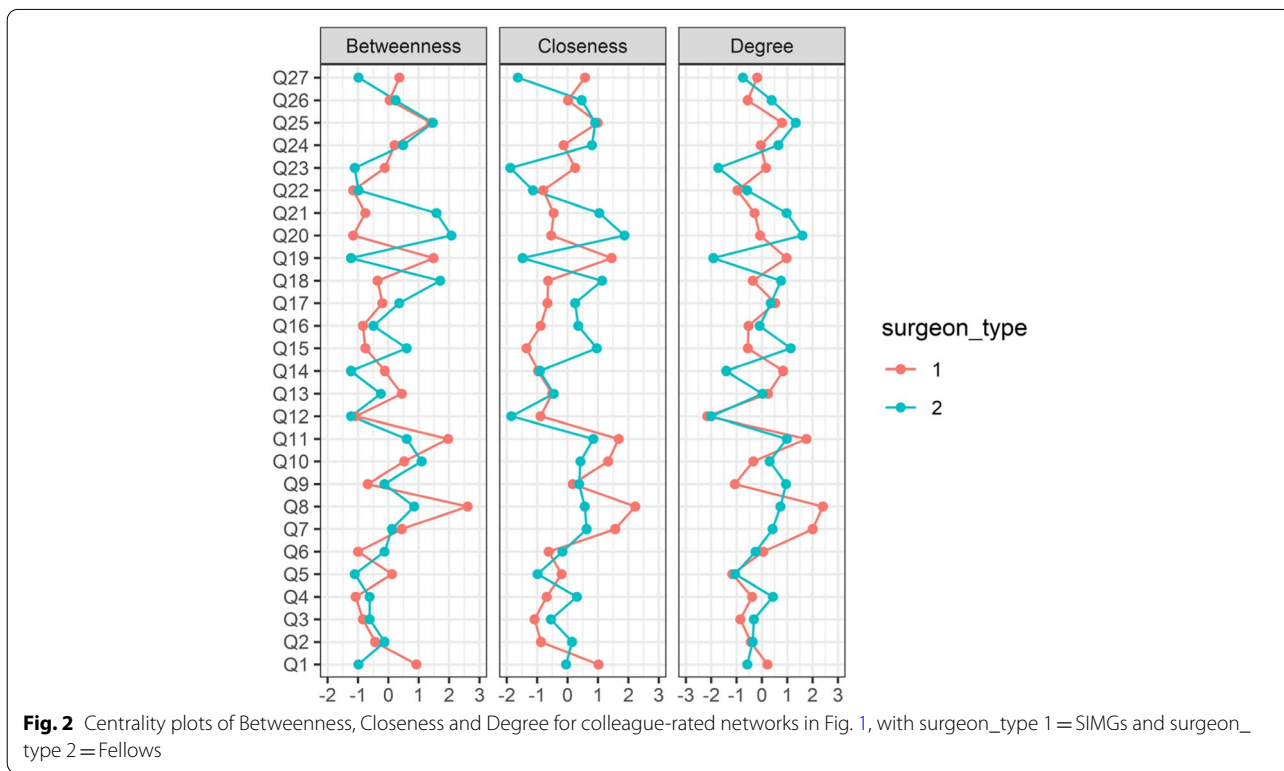 Betweenness Closeness Degree
Q27
Q26
Q25
Q24
Q23
Q22
Q21
Q20
Q19
Q18
Q17
Q16
Q15
Q14
Q13
Q12
Q11
Q10
Q9
Q8
Q7
Q6
Q5
Q4
Q3
Q2
Q1
-2 -1 0 1 2 3 -2 -1 0 1 2 3 -3 -2 -1 0 1 2 3
surgeon_type
1
2
Fig. 2 Centrality plots of Betweenness, Closeness and Degree for colleague-rated networks in Fig. 1, with surgeon_type 1 = SIMGs and surgeon_
type 2 = Fellows